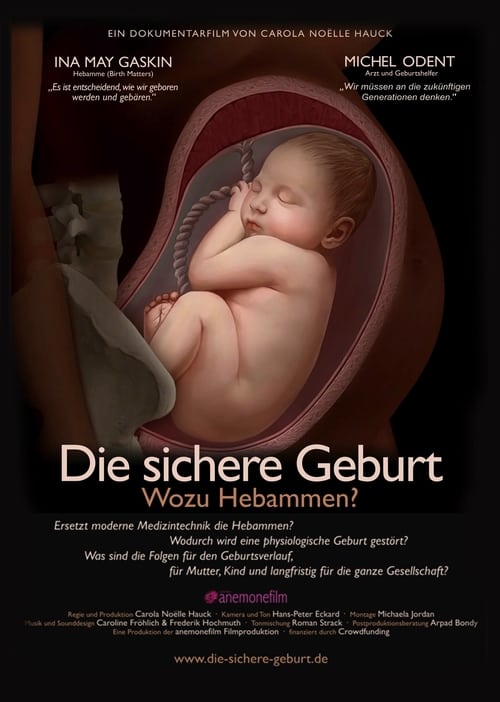 EIN DOKUMENTARFILM VON CAROLA NOËLLE HAUCK
INA MAY GASKIN
Hebamme (Birth Matters)
„Es ist entscheidend, wie wir geboren
werden und gebären.“
MICHEL ODENT
Arzt und Geburtshelfer
„Wir müssen an die zukünftigen
Generationen denken.“
Die sichere Geburt
Wozu Hebammen?
Ersetzt moderne Medizintechnik die Hebammen?
Wodurch wird eine physiologische Geburt gestört?
Was sind die Folgen für den Geburtsverlauf,
für Mutter, Kind und langfristig für die ganze Gesellschaft?
anemonefilm
Regie und Produktion Carola Noëlle Hauck · Kamera und Ton Hans-Peter Eckard · Montage Michaela Jordan
Musik und Sounddesign Caroline Fröhlich & Frederik Hochmuth · Tonmischung Roman Strack · Postproduktionsberatung Arpad Bondy
Eine Produktion der anemonefilm Filmproduktion · finanziert durch Crowdfunding
www.die-sichere-geburt.de